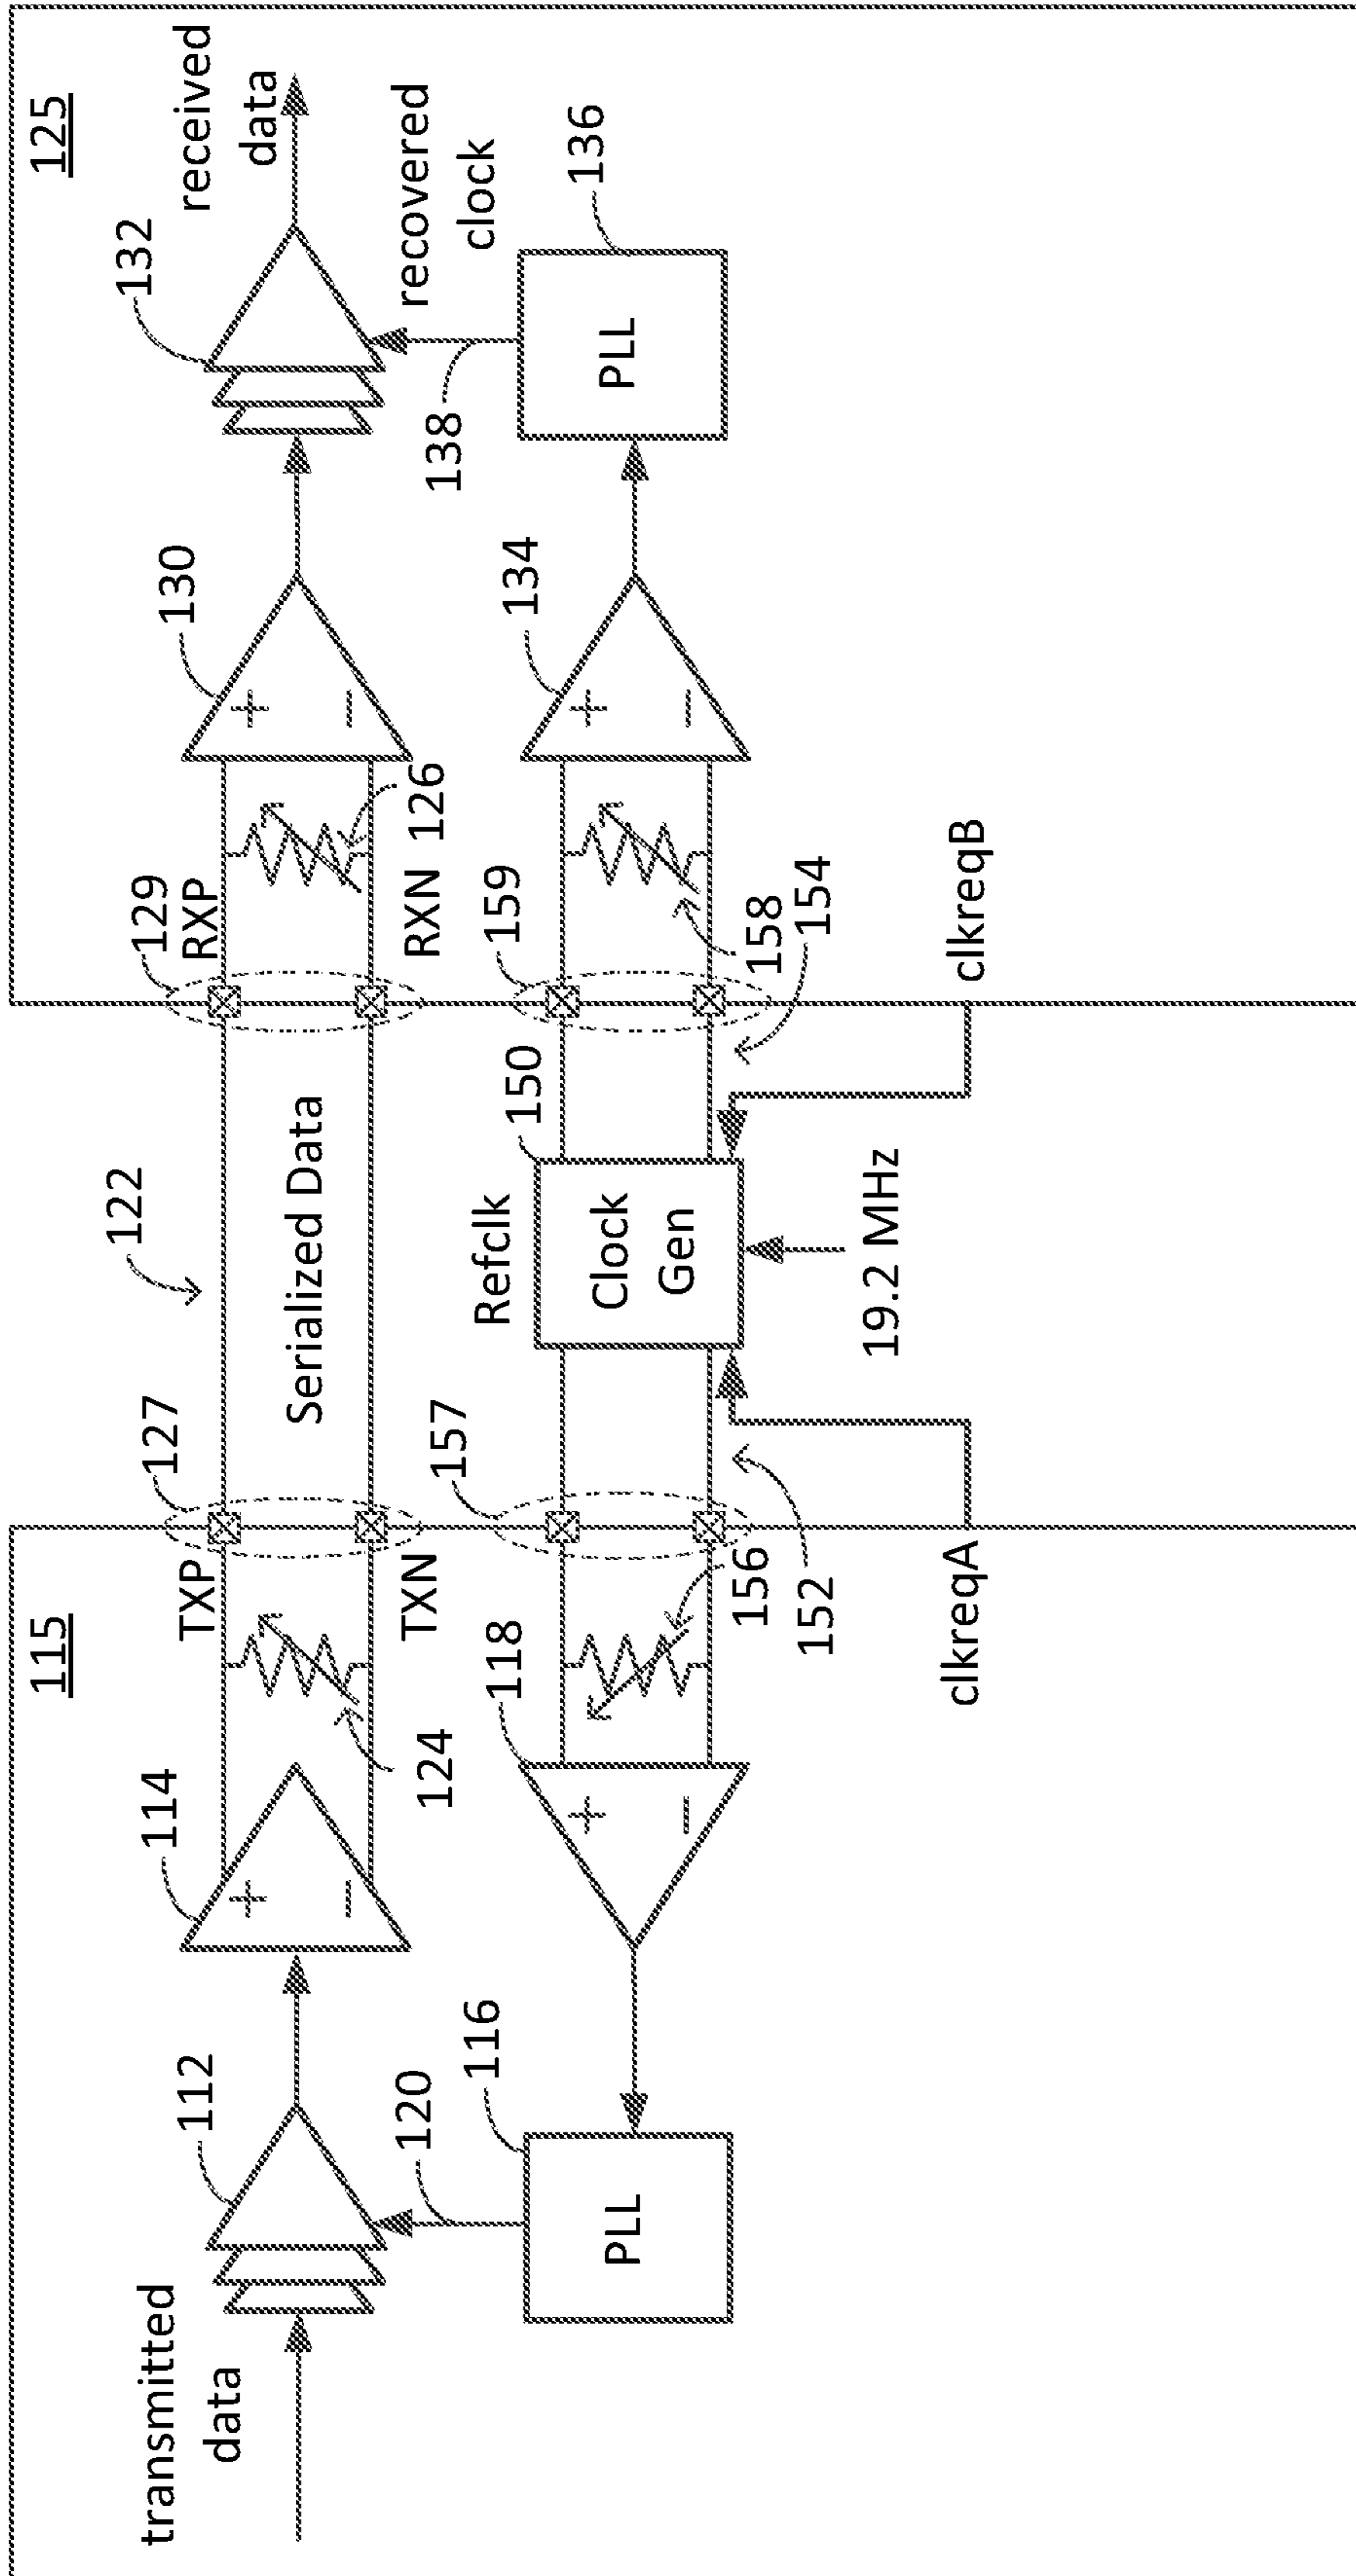 115
125
transmitted
data
112
114
TXP
127
122
129
RXP
130
132
received
data
120
124
TXN
Serialized Data
RXN
126
138
recovered
clock
116
PLL
118
157
Refclk
150
159
134
136
PLL
+
−
+
−
+
−
+
−
Clock
Gen
156
152
158
154
19.2 MHz
clkreqA
clkreqB